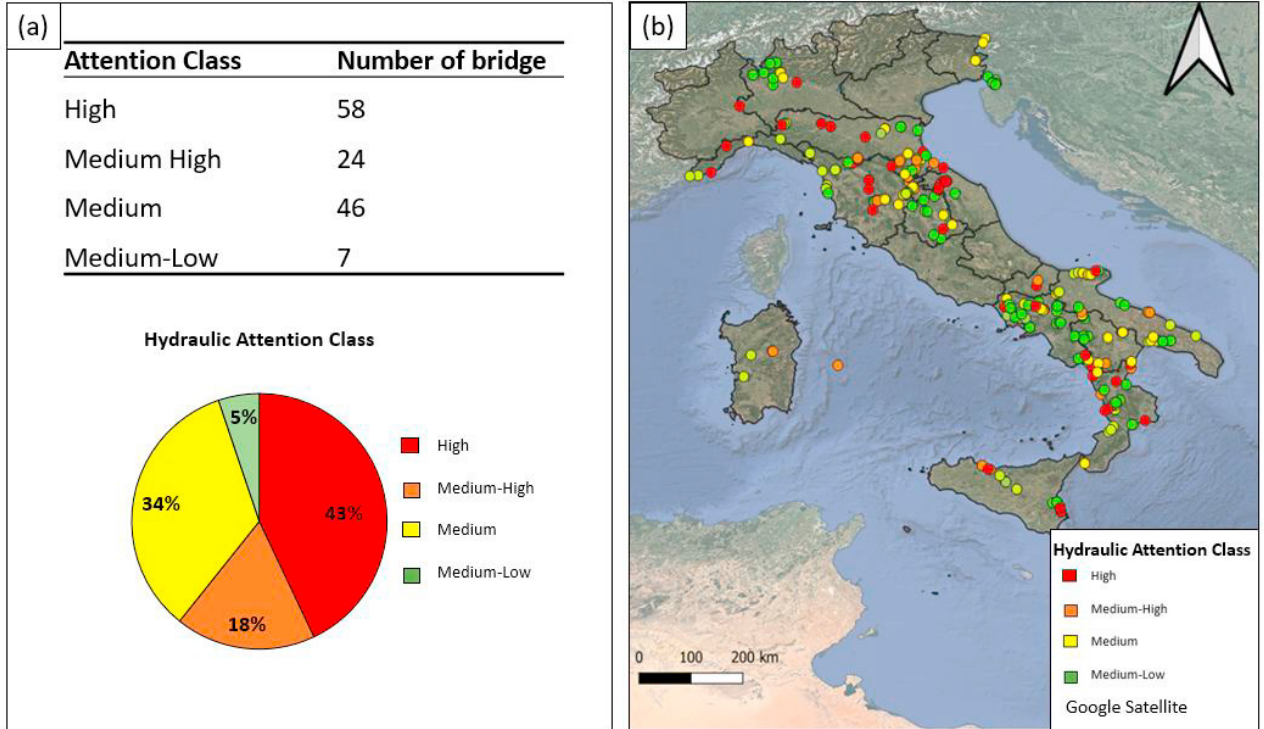 (a)
Attention Class Number of bridge
High 58
Medium High 24
Medium 46
Medium-Low 7
Hydraulic Attention Class
5%
34%
43%
18%
High
Medium-High
Medium
Medium-Low
(b)
0 100 200 km
Hydraulic Attention Class
High
Medium-High
Medium
Medium-Low
Google Satellite